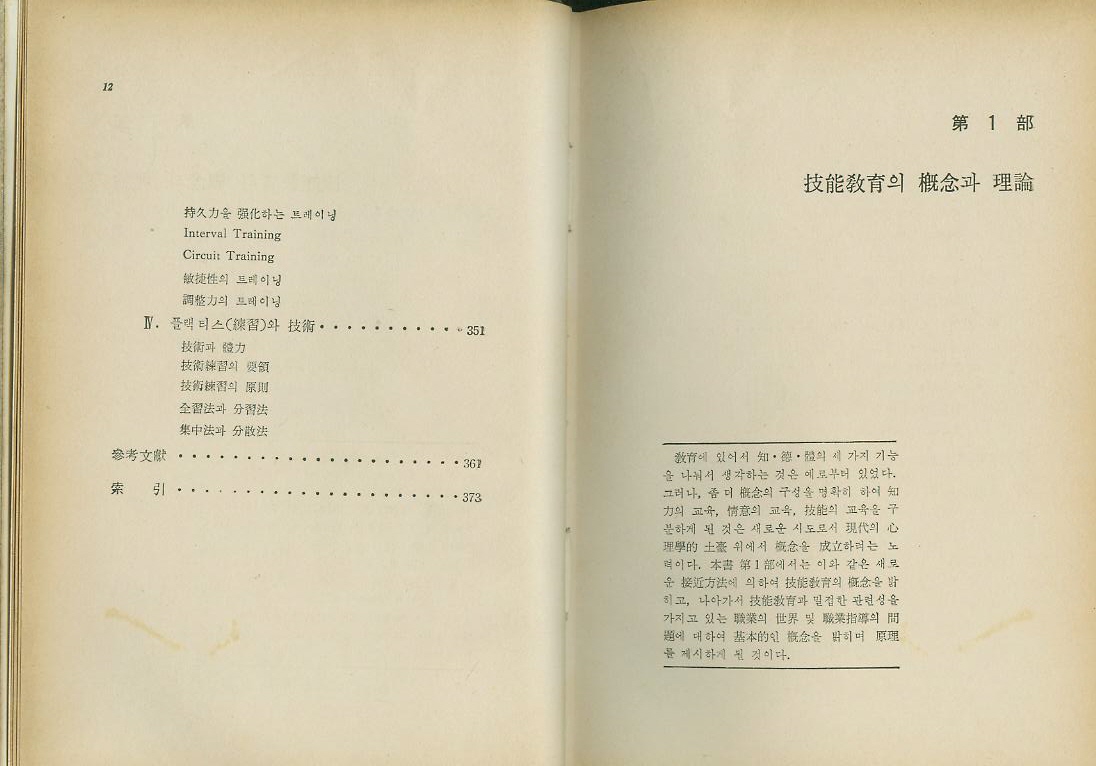 12
持久力을 强化하는 트레이닝
Interval Training
Circuit Training
敏捷性의 트레이닝
調整力의 트레이닝
Ⅳ. 플랙티스(練習)와 技術 · · · · · · · · · · · 351
技術과 體力
技術練習의 要領
技術練習의 原則
全習法과 分習法
集中法과 分散法
參考文獻 · · · · · · · · · · · · · · · · · · · · · 361
索 引 · · · · · · · · · · · · · · · · · · · · · 373
第 1 部
技能敎育의 槪念과 理論
敎育에 있어서 知·德·體의 세 가지 기능
을 나눠서 생각하는 것은 예로부터 있었다.
그러나, 좀 더 槪念의 구성을 명확히 하여 知
力의 교육, 情意의 교육, 技能의 교육을 구
분하게 된 것은 새로운 시도로서 現代의 心
理學的 土臺 위에서 槪念을 成立하려는 노
력이다. 本書 第1部에서는 이와 같은 새로
운 接近方法에 의하여 技能敎育의 槪念을 밝
히고, 나아가서 技能敎育과 밀접한 관련성을
가지고 있는 職業의 世界 및 職業指導의 問
題에 대하여 基本的인 槪念을 밝히며 原理
를 제시하게 될 것이다.